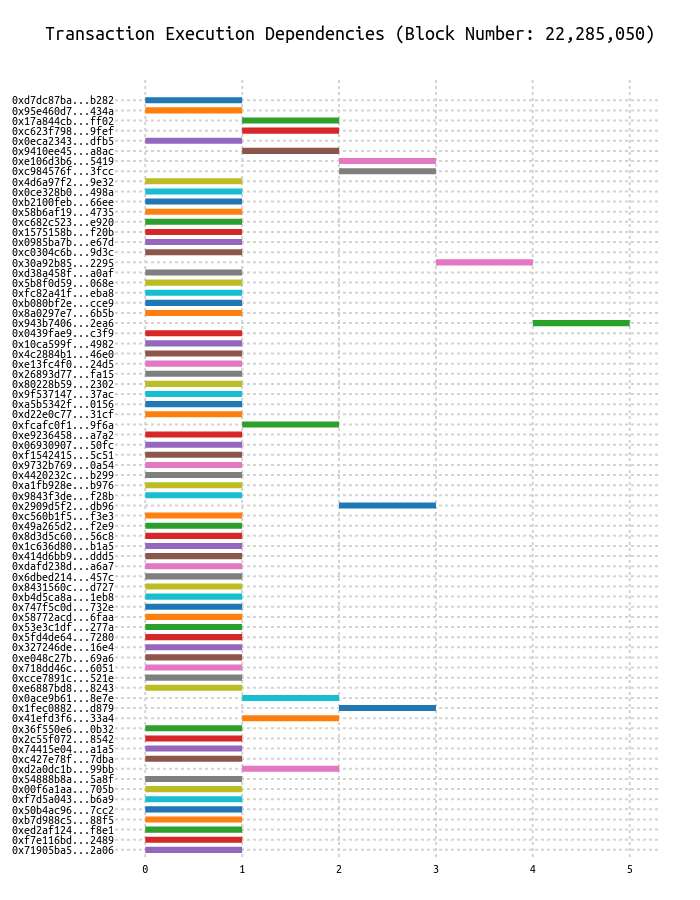 Transaction Execution Dependencies (Block Number: 22,285,050)
0xd7dc87ba...b282
0x95e460d7...434a
0x17a844cb...ff02
0xc623f798...9fef
0x0eca2343...dfb5
0x9410ee45...a8ac
0xe106d3b6...5419
0xc984576f...3fcc
0x4d6a97f2...9e32
0x0ce328b0...498a
0xb2100feb...66ee
0x58b6af19...4735
0xc682c523...e920
0x1575158b...f20b
0x0985ba7b...e67d
0xc0304c6b...9d3c
0x30a92b85...2295
0xd38a458f...a0af
0x5b8f0d59...068e
0xfc82a41f...eba8
0xb080bf2e...cce9
0x8a0297e7...6b5b
0x943b7406...2ea6
0x0439fae9...c3f9
0x10ca599f...4982
0x4c2884b1...46e0
0xe13fc4f0...24d5
0x26893d77...fa15
0x80228b59...2302
0x9f537147...37ac
0xa5b5342f...0156
0xd22e0c77...31cf
0xfcafc0f1...9f6a
0xe9236458...a7a2
0x06930907...50fc
0xf1542415...5c51
0x9732b769...0a54
0x4420232c...b299
0xa1fb928e...b976
0x9843f3de...f28b
0x2909d5f2...db96
0xc560b1f5...f3e3
0x49a265d2...f2e9
0x8d3d5c60...56c8
0x1c636d80...b1a5
0x414d6bb9...ddd5
0xdafd238d...a6a7
0x6dbed214...457c
0x8431560c...d727
0xb4d5ca8a...1eb8
0x747f5c0d...732e
0x58772acd...6faa
0x53e3c1df...277a
0x5fd4de64...7280
0x327246de...16e4
0xe048c27b...69a6
0x718dd46c...6051
0xcce7891c...521e
0xe6887bd8...8243
0x0ace9b61...8e7e
0x1fec0882...d879
0x41efd3f6...33a4
0x36f550e6...0b32
0x2c55f072...8542
0x74415e04...a1a5
0xc427e78f...7dba
0xd2a0dc1b...99bb
0x54888b8a...5a8f
0x00f6a1aa...705b
0xf7d5a043...b6a9
0x50b4ac96...7cc2
0xb7d988c5...88f5
0xed2af124...f8e1
0xf7e116bd...2489
0x71905ba5...2a06
0 1 2 3 4 5